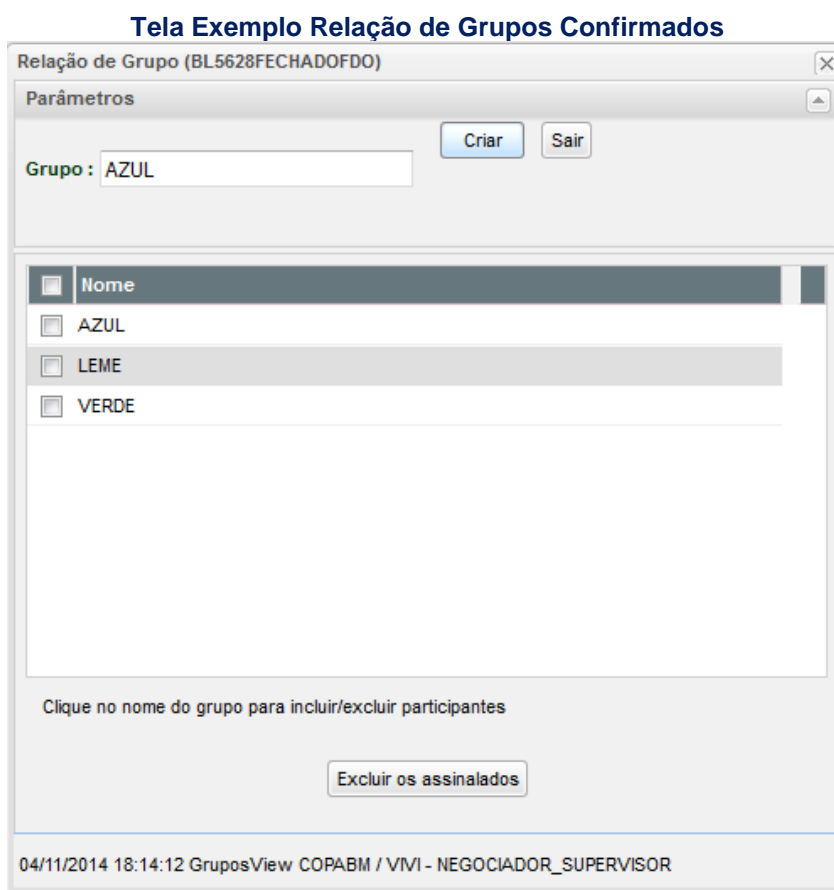 Tela Exemplo Relação de Grupos Confirmados
Relação de Grupo (BL5628FECHADOFDO)
Parâmetros
Criar Sair
Grupo : AZUL
Nome
AZUL
LEME
VERDE
Clique no nome do grupo para incluir/excluir participantes
Excluir os assinalados
04/11/2014 18:14:12 GruposView COPABM / VIVI - NEGOCIADOR_SUPERVISOR